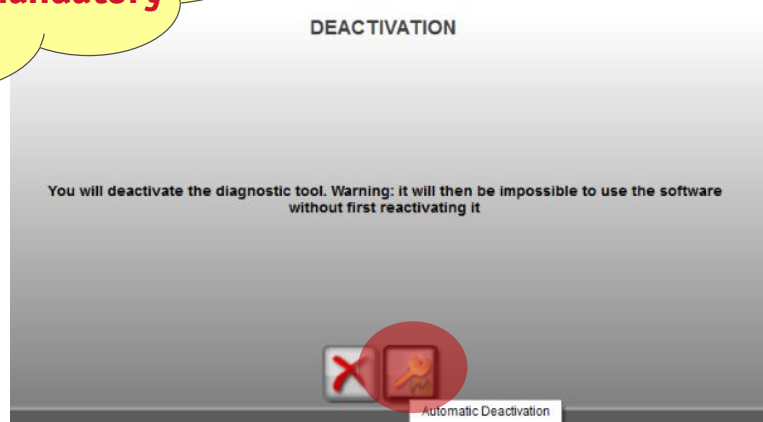 DEACTIVATION
You will deactivate the diagnostic tool. Warning: it will then be impossible to use the software
without first reactivating it
Automatic Deactivation